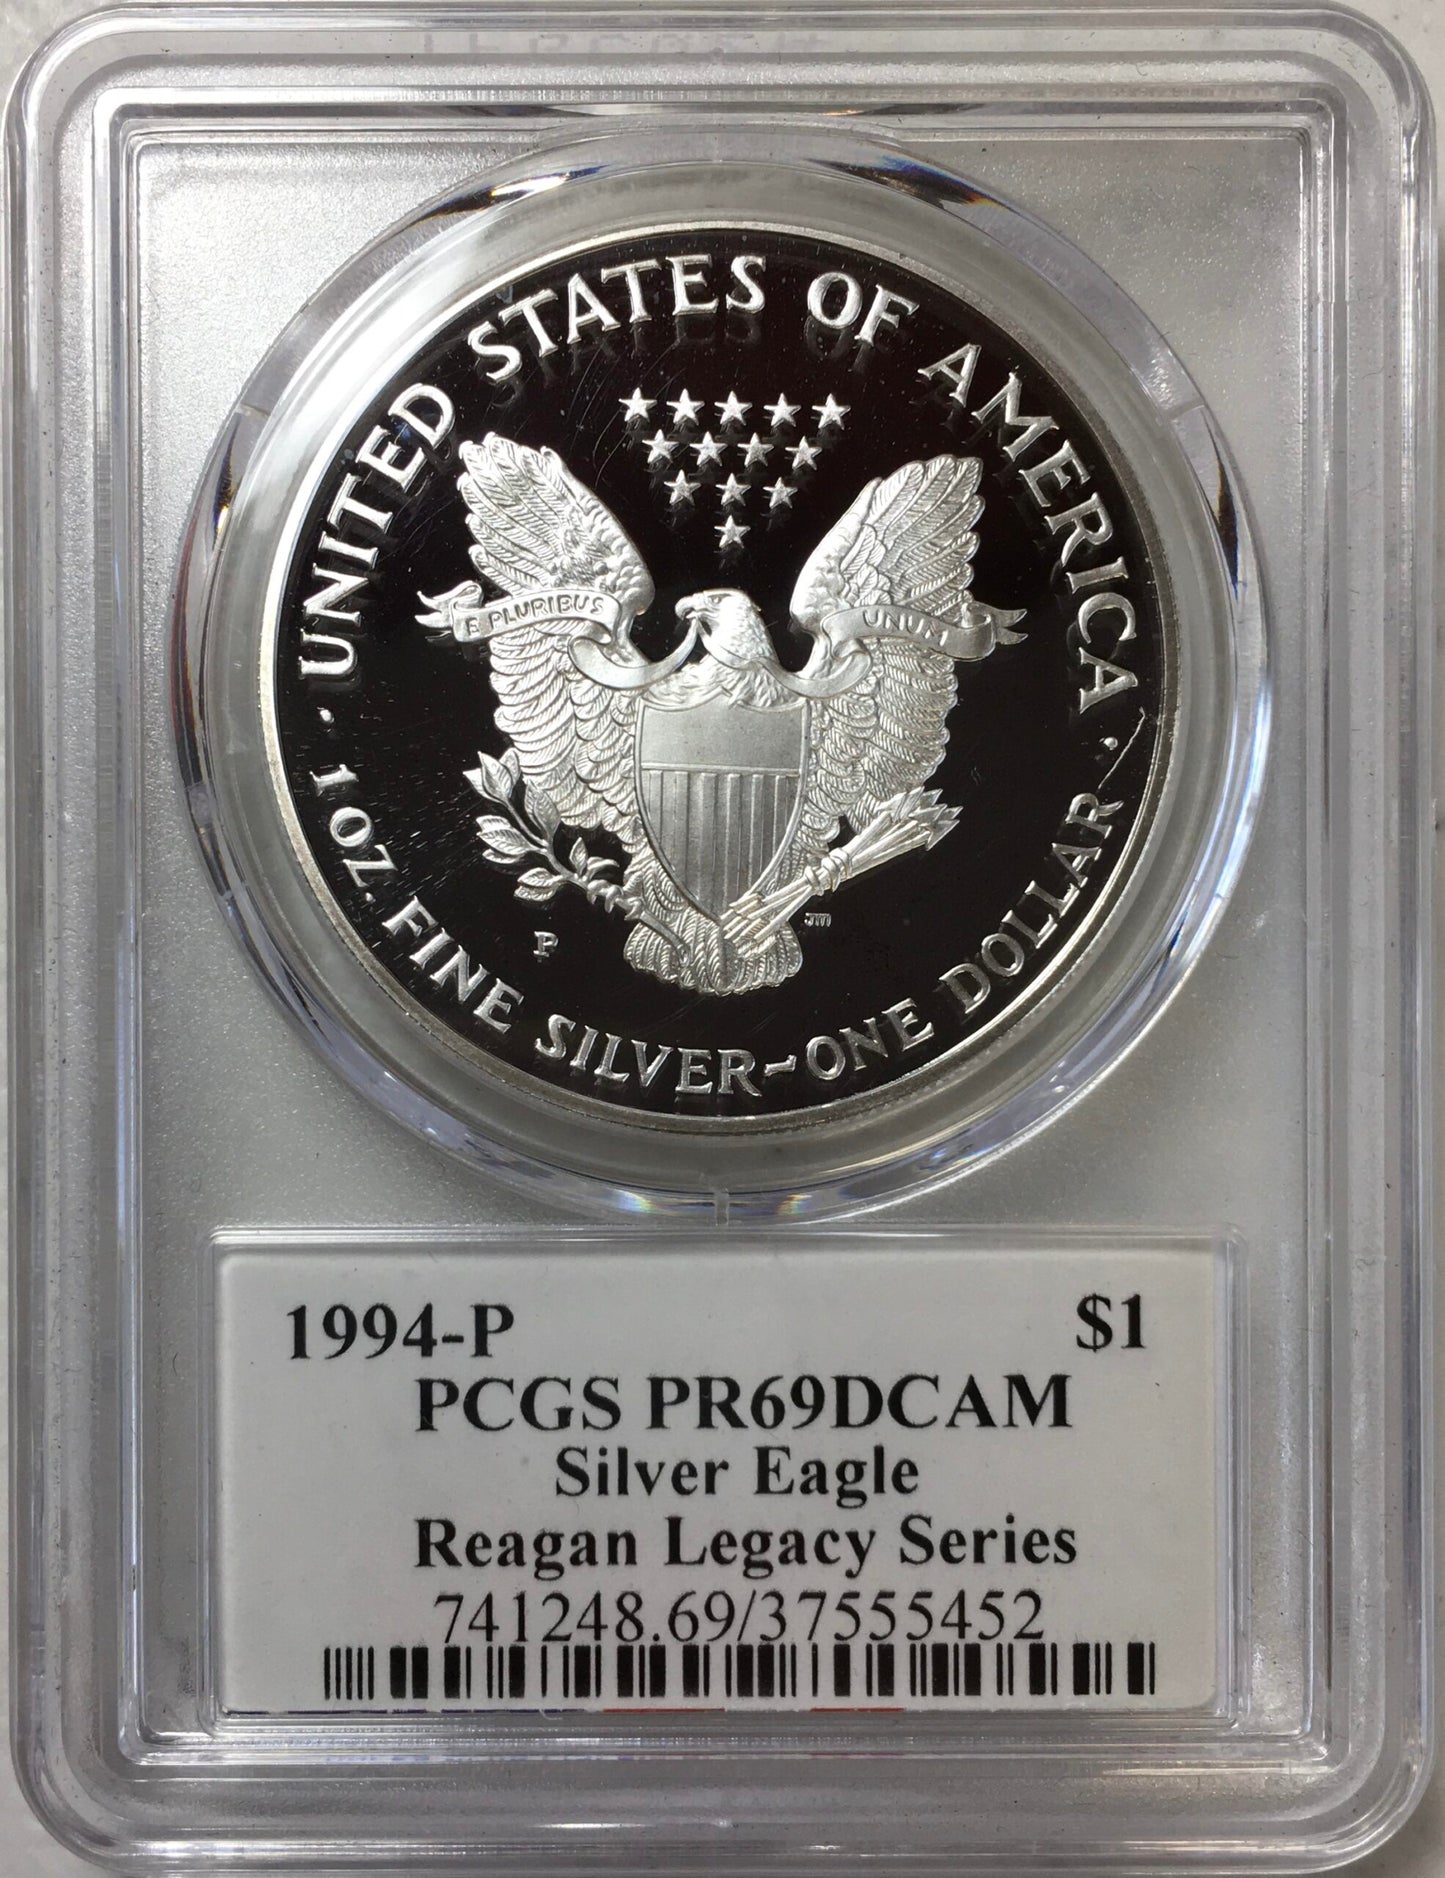 UNITED STATES OF AMERICA
E PLURIBUS UNUM
P
JM
· 1 OZ. FINE SILVER~ONE DOLLAR ·
1994-P $1
PCGS PR69DCAM
Silver Eagle
Reagan Legacy Series
741248.69/37555452